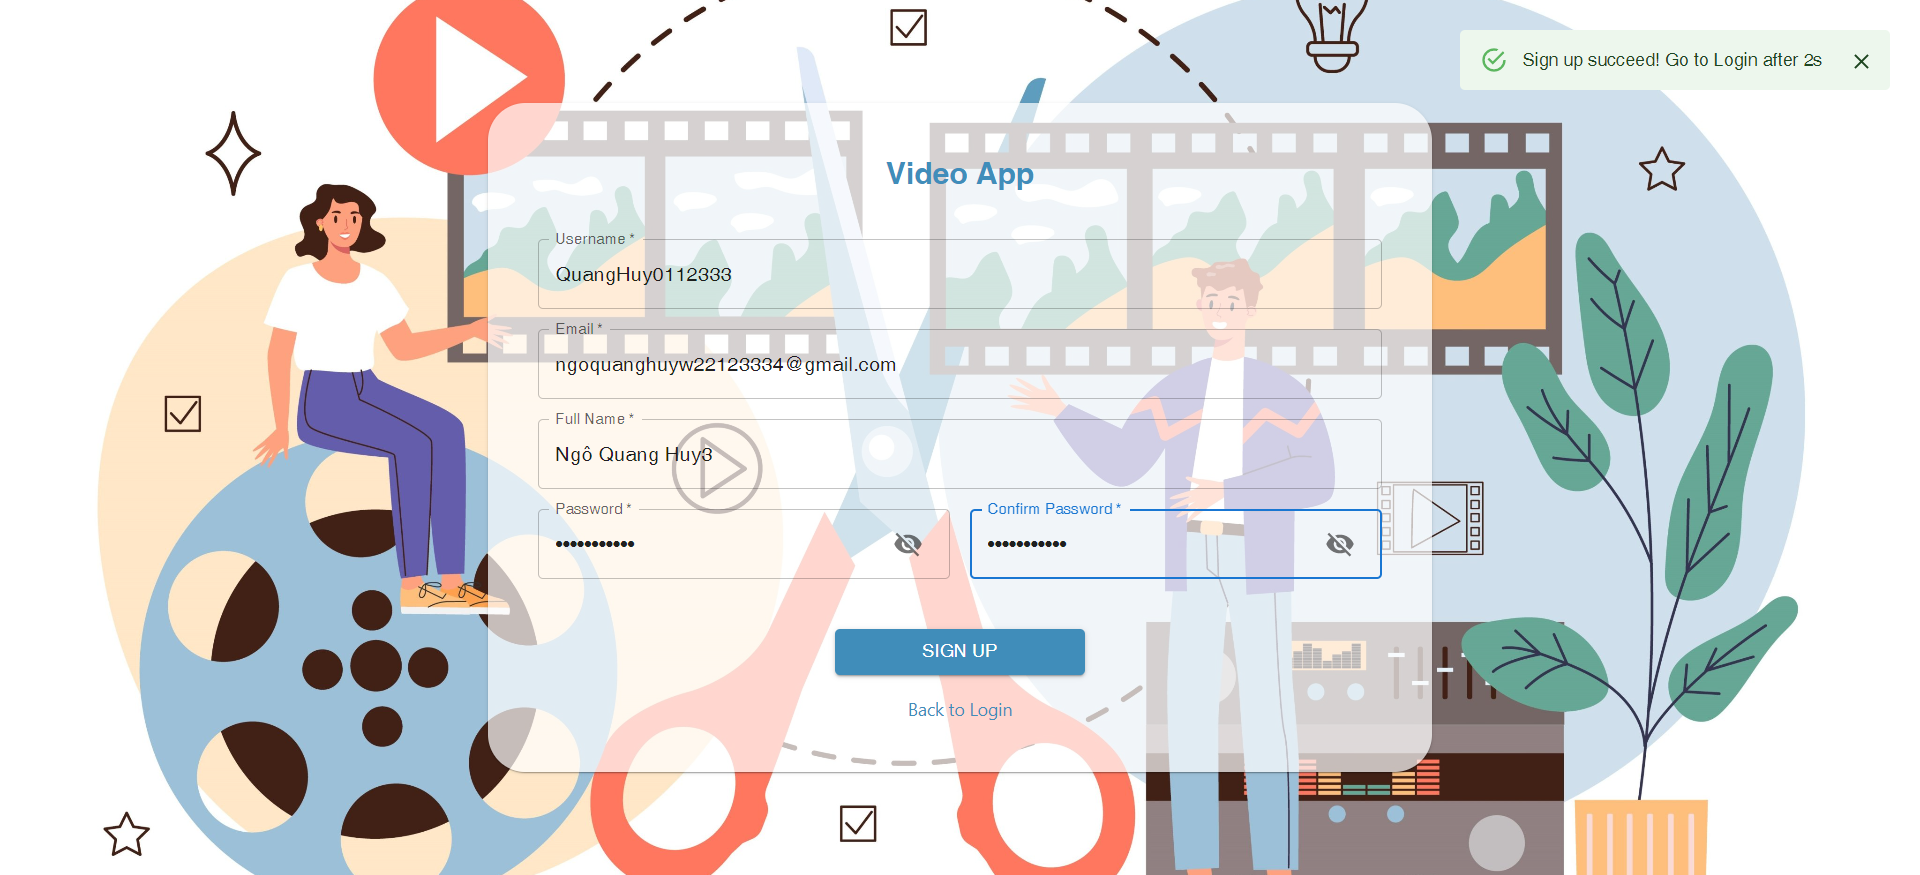 Sign up succeed! Go to Login after 2s
Video App
Username *
QuangHuy0112333
Email *
ngoquanghuyw22123334@gmail.com
Full Name *
Ngô Quang Huy3
Password *
•••••••••••
Confirm Password *
•••••••••••
SIGN UP
Back to Login